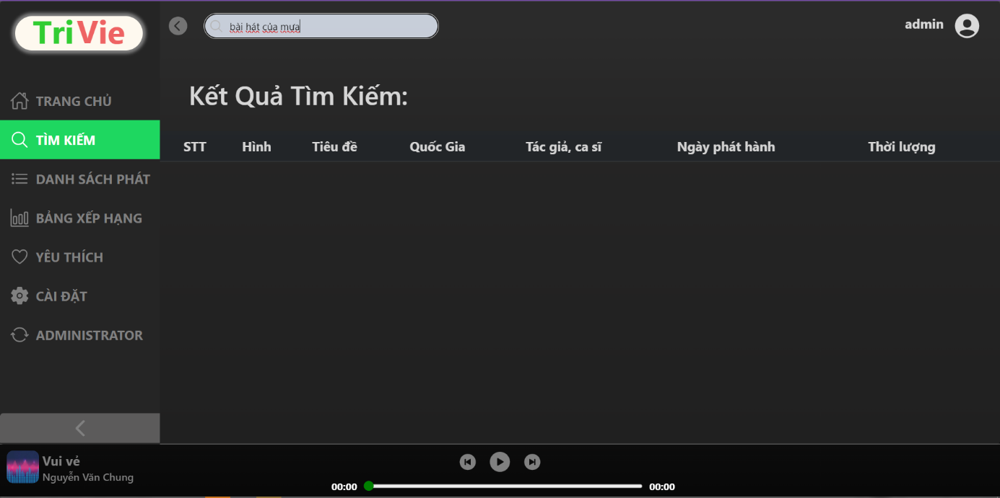 TriVie
bài hát của mưa
admin
TRANG CHỦ
TÌM KIẾM
DANH SÁCH PHÁT
BẢNG XẾP HẠNG
YÊU THÍCH
CÀI ĐẶT
ADMINISTRATOR
Kết Quả Tìm Kiếm:
STT Hình Tiêu đề Quốc Gia Tác giả, ca sĩ Ngày phát hành Thời lượng
Vui vẻ
Nguyễn Văn Chung
00:00 00:00